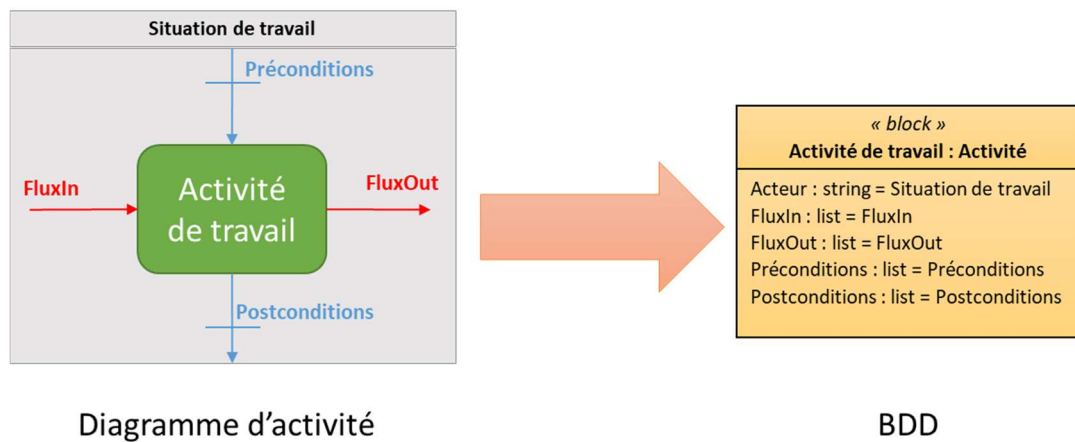 Situation de travail
Préconditions
FluxIn
Activité
de travail
FluxOut
Postconditions
Diagramme d’activité
« block »
Activité de travail : Activité
Acteur : string = Situation de travail
FluxIn : list = FluxIn
FluxOut : list = FluxOut
Préconditions : list = Préconditions
Postconditions : list = Postconditions
BDD